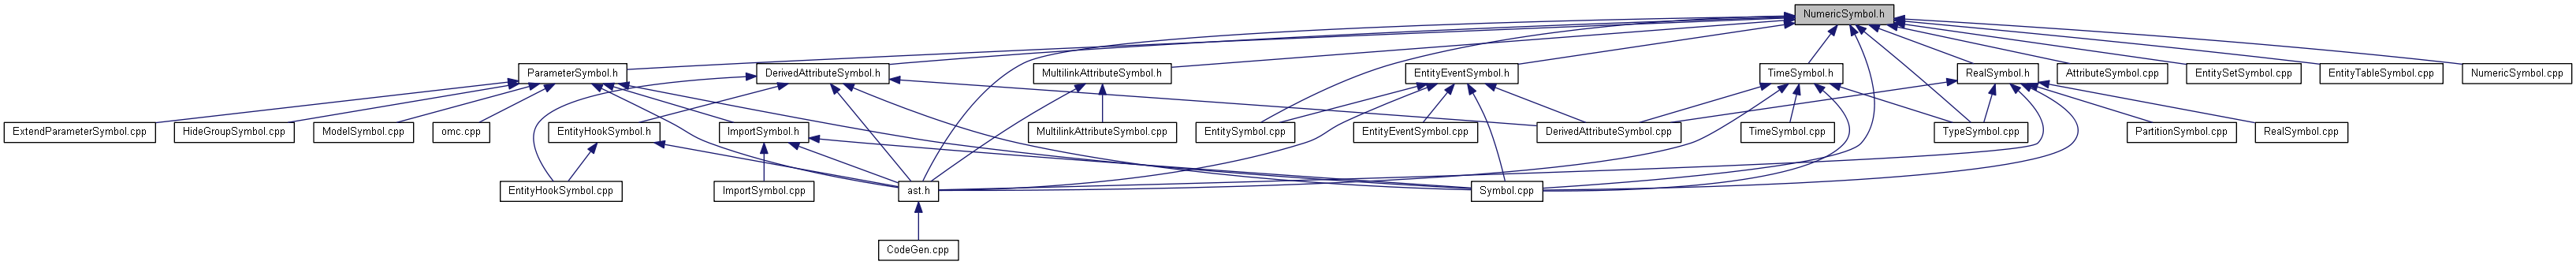 NumericSymbol.h
ParameterSymbol.h
DerivedAttributeSymbol.h
MultilinkAttributeSymbol.h
EntityEventSymbol.h
TimeSymbol.h
RealSymbol.h
AttributeSymbol.cpp
EntitySetSymbol.cpp
EntityTableSymbol.cpp
NumericSymbol.cpp
ExtendParameterSymbol.cpp
HideGroupSymbol.cpp
ModelSymbol.cpp
omc.cpp
EntityHookSymbol.h
ImportSymbol.h
MultilinkAttributeSymbol.cpp
EntitySymbol.cpp
EntityEventSymbol.cpp
DerivedAttributeSymbol.cpp
TimeSymbol.cpp
TypeSymbol.cpp
PartitionSymbol.cpp
RealSymbol.cpp
EntityHookSymbol.cpp
ImportSymbol.cpp
ast.h
Symbol.cpp
CodeGen.cpp